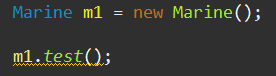 Marine m1 = new Marine();
m1.test();